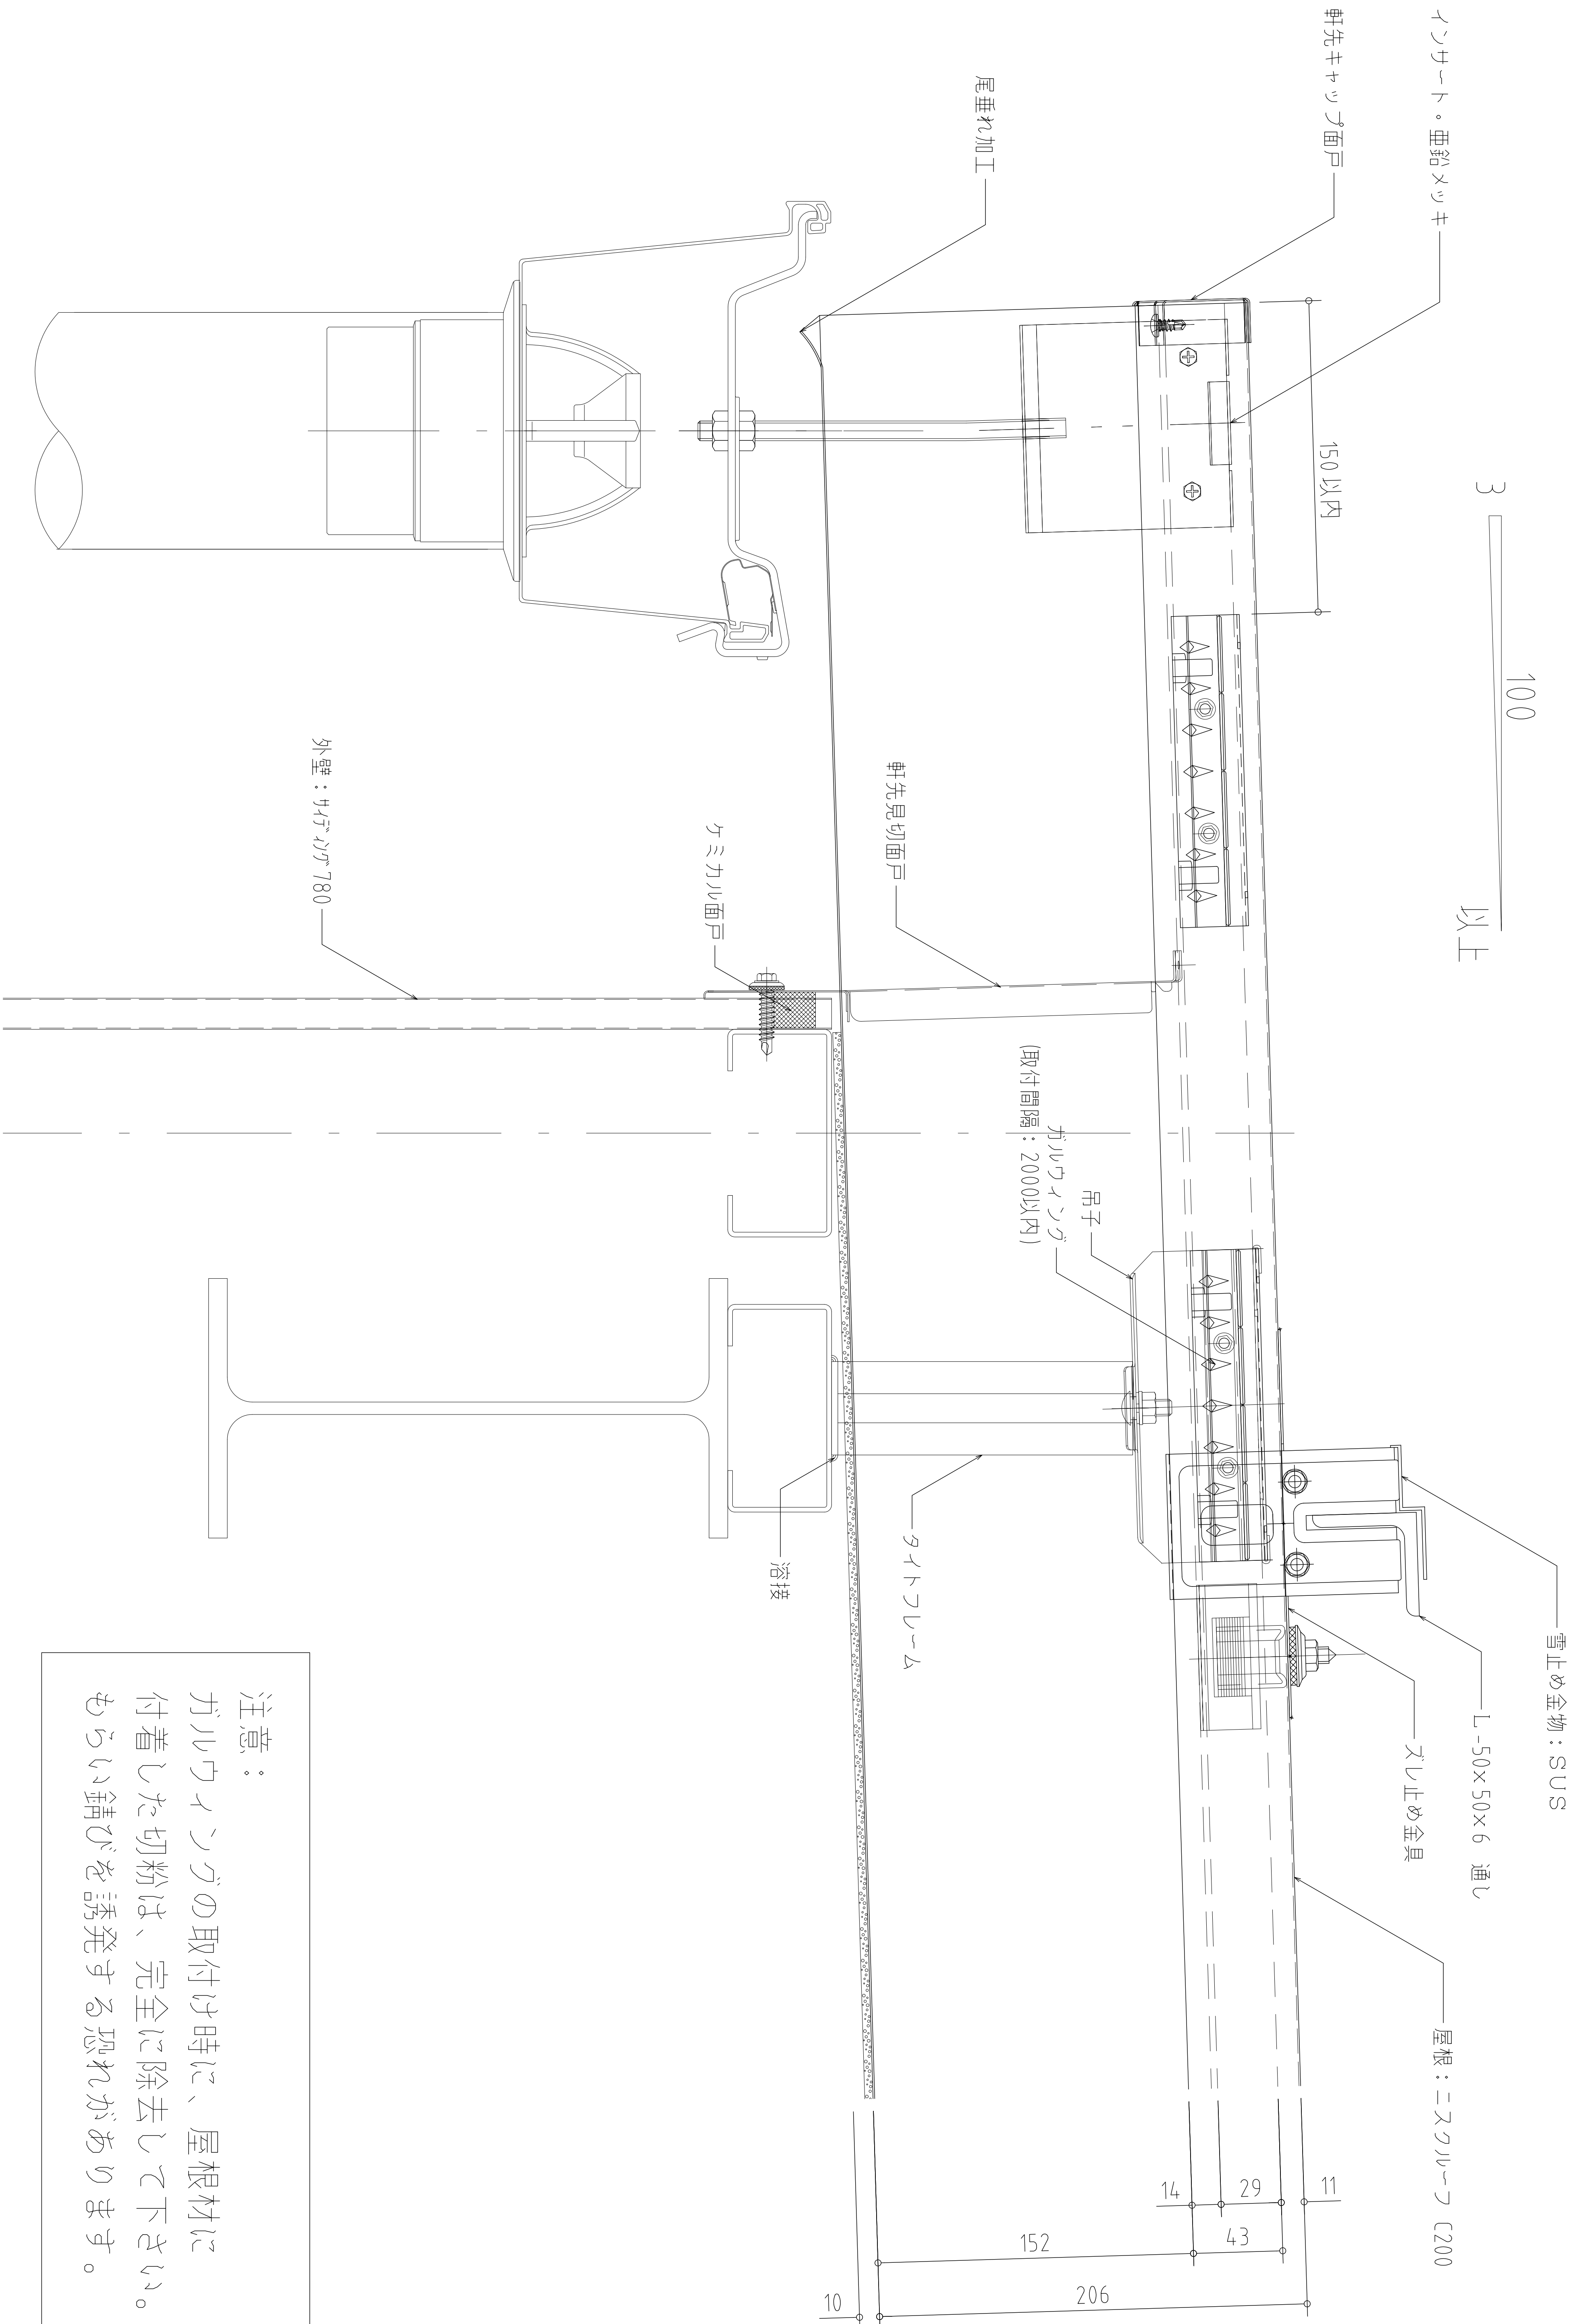 3
100
以上
インサート・亜鉛メッキ
軒先キャップ面戸
尾垂れ加工
150以内
軒先見切面戸
ケミカル面戸
外壁：ｻｲﾃﾞｨﾝｸﾞ780
吊子
ガルウィング
(取付間隔：2000以内)
雪止め金物：SUS
L-50x50x6 通し
ズレ止め金具
屋根：ニスクルーフ C200
タイトフレーム
溶接
11
29
14
43
152
206
10
注意：
ガルウィングの取付け時に、屋根材に
付着した切粉は、完全に除去して下さい。
もらい錆びを誘発する恐れがあります。